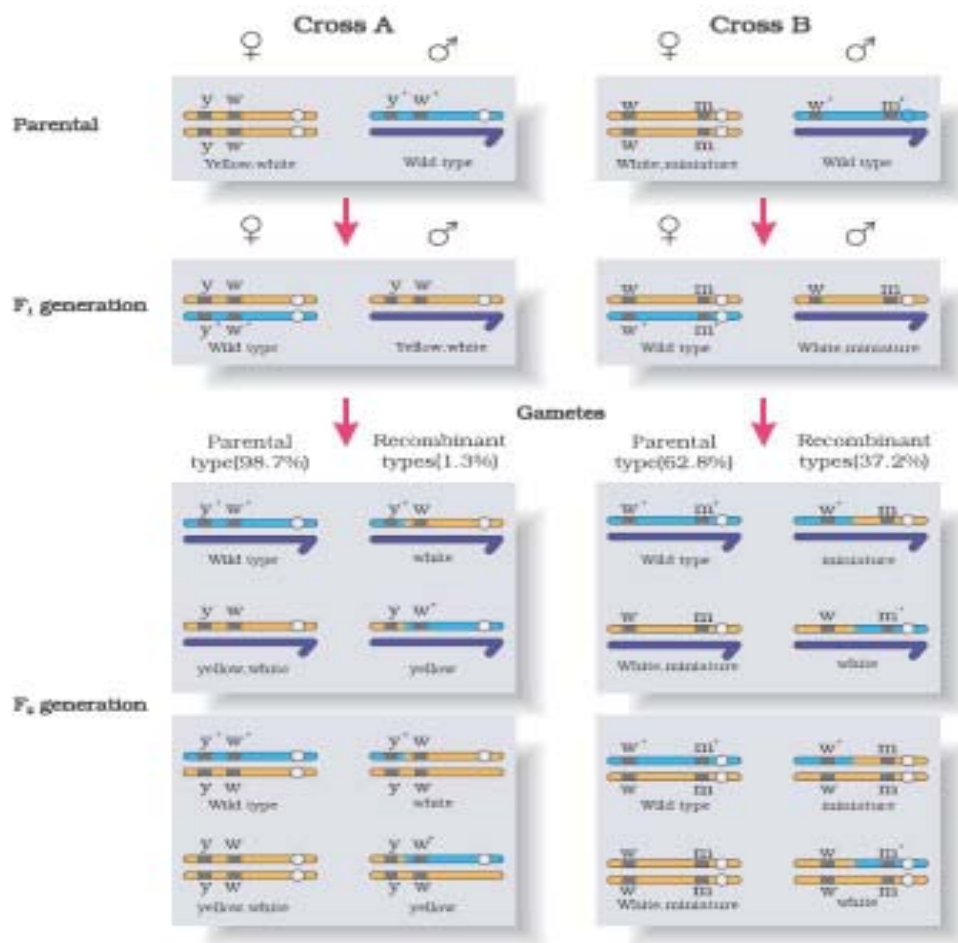 Cross A Cross B
♀ ♂ ♀ ♂
Parental
y w y⁺ w⁺ w m w⁺ m⁺
y w w m
Yellow,white Wild type White,miniature Wild type
♀ ♂ ♀ ♂
F₁ generation
y w y w w m w m
y⁺ w⁺ w⁺ m⁺
Wild type Yellow,white Wild type White,miniature
Gametes
Parental Recombinant Parental Recombinant
type(98.7%) types(1.3%) type(62.8%) types(37.2%)
y⁺ w⁺ y⁺ w w⁺ m⁺ w⁺ m
Wild type white Wild type miniature
y w y w⁺ w m w m⁺
yellow,white yellow White,miniature white
F₂ generation
y⁺ w⁺ y⁺ w w⁺ m⁺ w⁺ m
y w y w w m w m
Wild type white Wild type miniature
y w y w⁺ w m w m⁺
y w y w w m w m
yellow,white yellow White,miniature white